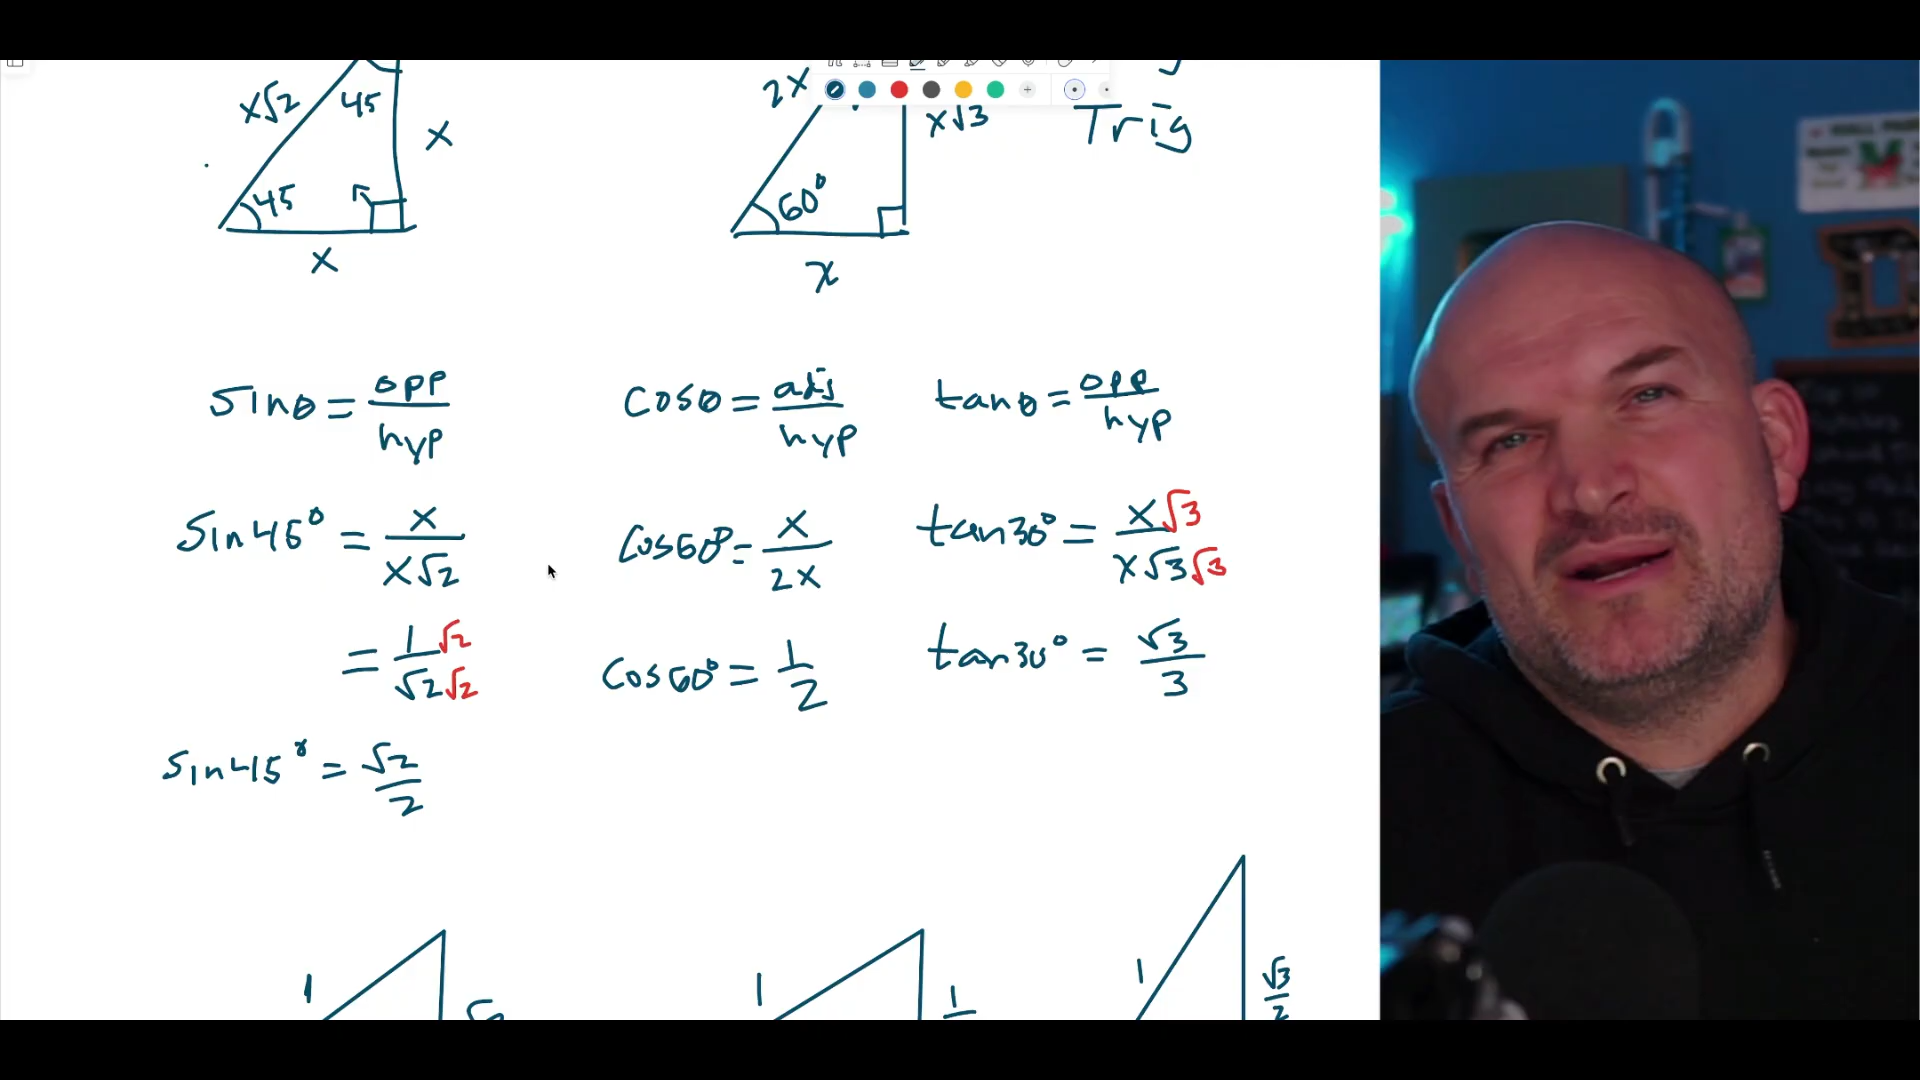 x√2
45
x
45
x
2x
x√3
60°
x
Trig
sinθ = opp/hyp
cosθ = adj/hyp
tanθ = opp/hyp
sin45° = x/x√2
cos60° = x/2x
tan30° = x√3/x√3√3
= 1√2/√2√2
cos60° = 1/2
tan30° = √3/3
sin45° = √2/2
1
1
1
1
√3/2